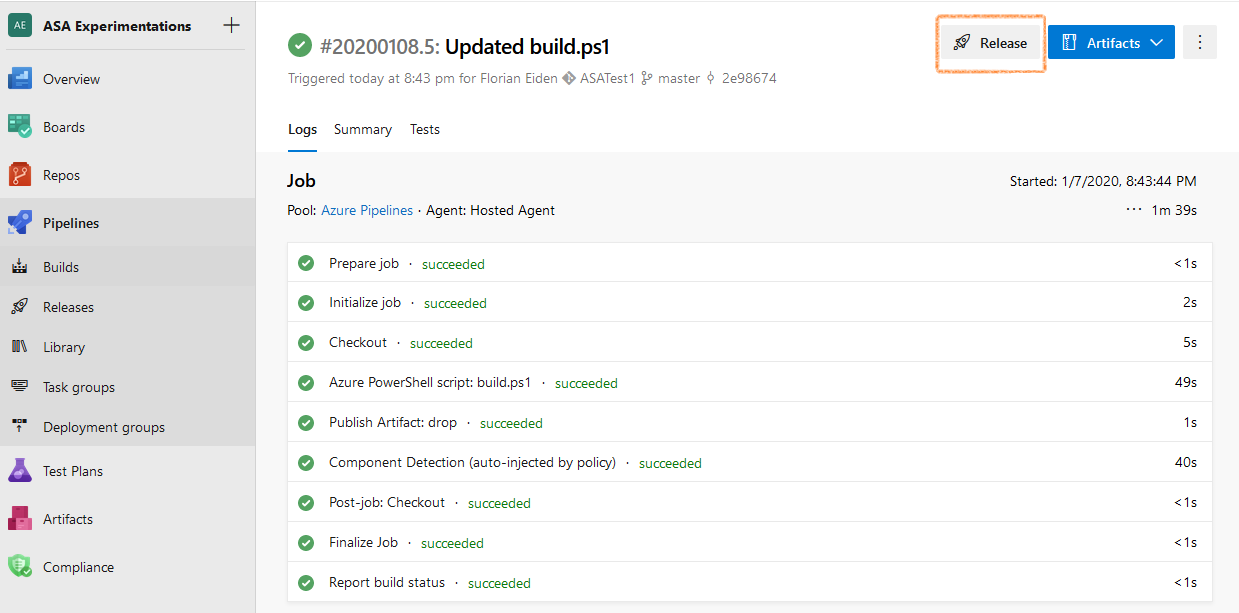 AE ASA Experimentations
Overview
Boards
Repos
Pipelines
Builds
Releases
Library
Task groups
Deployment groups
Test Plans
Artifacts
Compliance
#20200108.5: Updated build.ps1
Release
Artifacts
Triggered today at 8:43 pm for Florian Eiden ASATest1 master 2e98674
Logs Summary Tests
Job
Started: 1/7/2020, 8:43:44 PM
Pool: Azure Pipelines · Agent: Hosted Agent
··· 1m 39s
Prepare job · succeeded <1s
Initialize job · succeeded 2s
Checkout · succeeded 5s
Azure PowerShell script: build.ps1 · succeeded 49s
Publish Artifact: drop · succeeded 1s
Component Detection (auto-injected by policy) · succeeded 40s
Post-job: Checkout · succeeded <1s
Finalize Job · succeeded <1s
Report build status · succeeded <1s